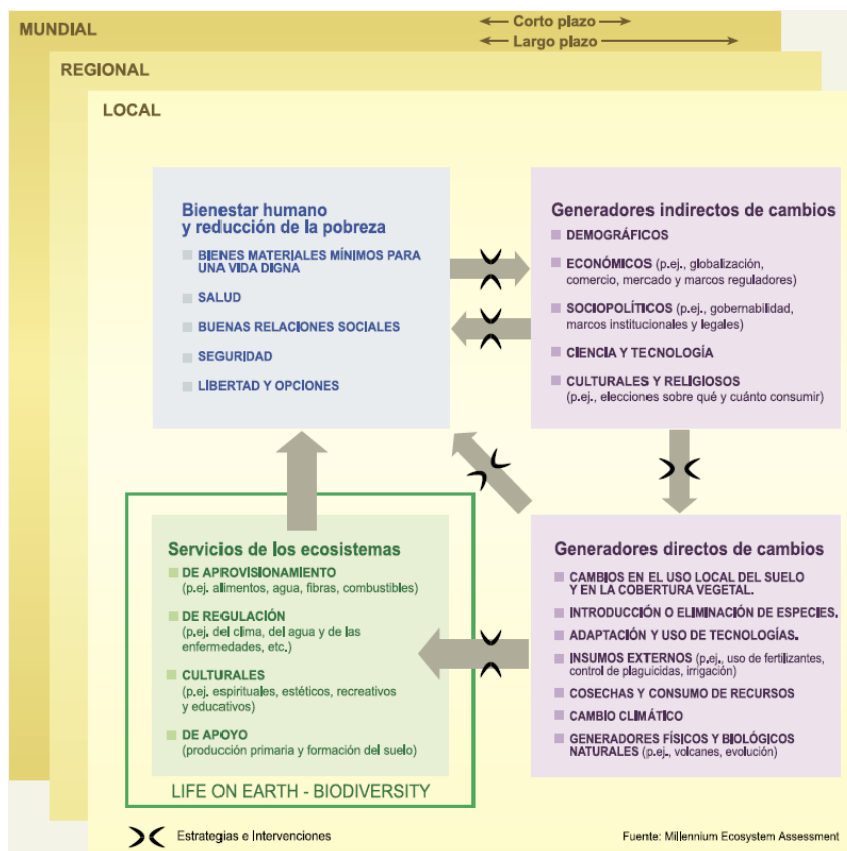 MUNDIAL
Corto plazo
Largo plazo
REGIONAL
LOCAL
Bienestar humano
y reducción de la pobreza
BIENES MATERIALES MÍNIMOS PARA
UNA VIDA DIGNA
SALUD
BUENAS RELACIONES SOCIALES
SEGURIDAD
LIBERTAD Y OPCIONES
Generadores indirectos de cambios
DEMOGRÁFICOS
ECONÓMICOS (p.ej., globalización,
comercio, mercado y marcos reguladores)
SOCIOPOLÍTICOS (p.ej., gobernabilidad,
marcos institucionales y legales)
CIENCIA Y TECNOLOGÍA
CULTURALES Y RELIGIOSOS
(p.ej., elecciones sobre qué y cuánto consumir)
Servicios de los ecosistemas
DE APROVISIONAMIENTO
(p.ej. alimentos, agua, fibras, combustibles)
DE REGULACIÓN
(p.ej. del clima, del agua y de las
enfermedades, etc.)
CULTURALES
(p.ej. espirituales, estéticos, recreativos
y educativos)
DE APOYO
(producción primaria y formación del suelo)
LIFE ON EARTH - BIODIVERSITY
Generadores directos de cambios
CAMBIOS EN EL USO LOCAL DEL SUELO
Y EN LA COBERTURA VEGETAL.
INTRODUCCIÓN O ELIMINACIÓN DE ESPECIES.
ADAPTACIÓN Y USO DE TECNOLOGÍAS.
INSUMOS EXTERNOS (p.ej., uso de fertilizantes,
control de plaguicidas, irrigación)
COSECHAS Y CONSUMO DE RECURSOS
CAMBIO CLIMÁTICO
GENERADORES FÍSICOS Y BIOLÓGICOS
NATURALES (p.ej., volcanes, evolución)
Estrategias e Intervenciones
Fuente: Millennium Ecosystem Assessment